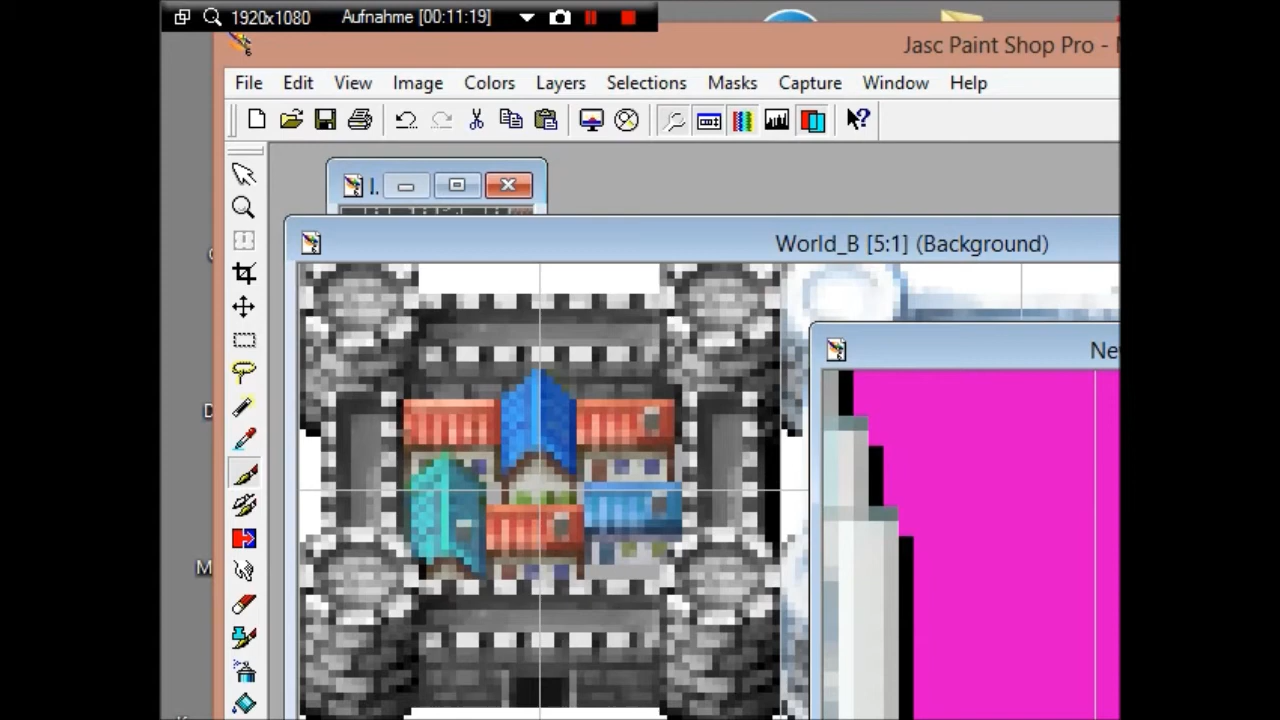 1920x1080 Aufnahme [00:11:19]
Jasc Paint Shop Pro -
File Edit View Image Colors Layers Selections Masks Capture Window Help
I.
World_B [5:1] (Background)
Ne
D
M